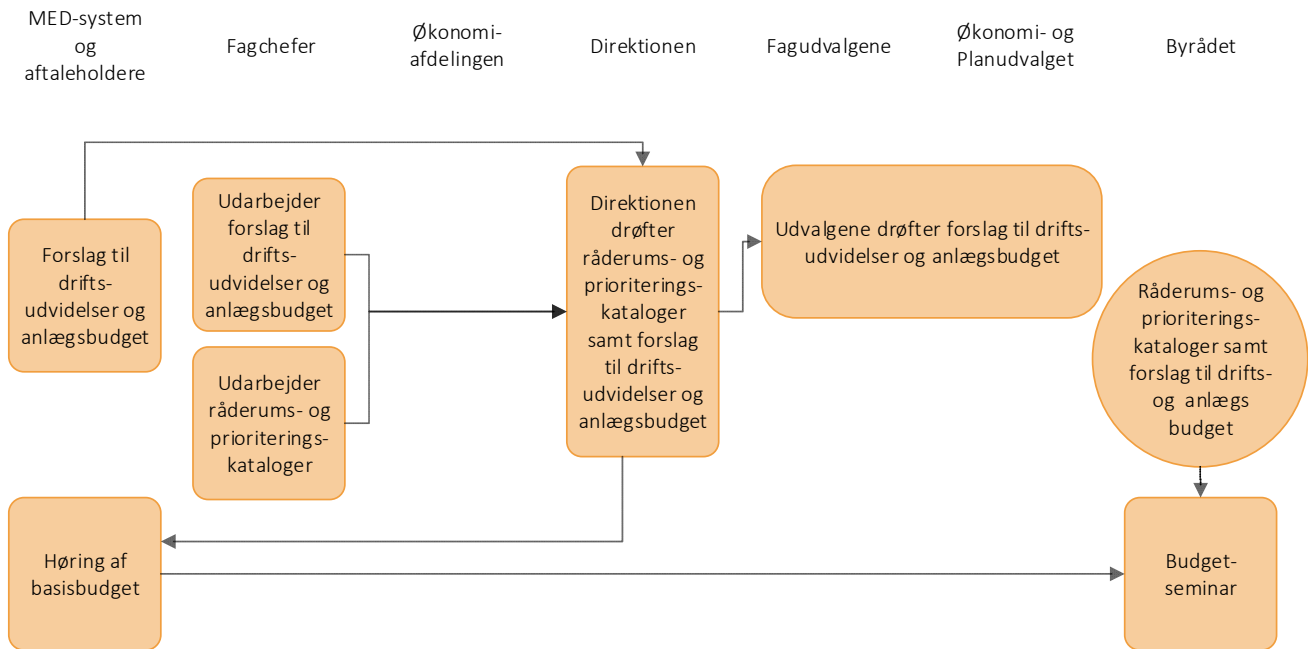 MED-system
og
aftaleholdere
Fagchefer
Økonomi-
afdelingen
Direktionen
Fagudvalgene
Økonomi- og
Planudvalget
Byrådet
Forslag til
drifts-
udvidelser og
anlægsbudget
Udarbejder
forslag til
drifts-
udvidelser og
anlægsbudget
Udarbejder
råderums- og
prioriterings-
kataloger
Direktionen
drøfter
råderums- og
prioriterings-
kataloger
samt forslag
til drifts-
udvidelser og
anlægsbudget
Udvalgene drøfter forslag til drifts-
udvidelser og anlægsbudget
Råderums- og
prioriterings-
kataloger samt
forslag til drifts-
og anlægs
budget
Høring af
basisbudget
Budget-
seminar